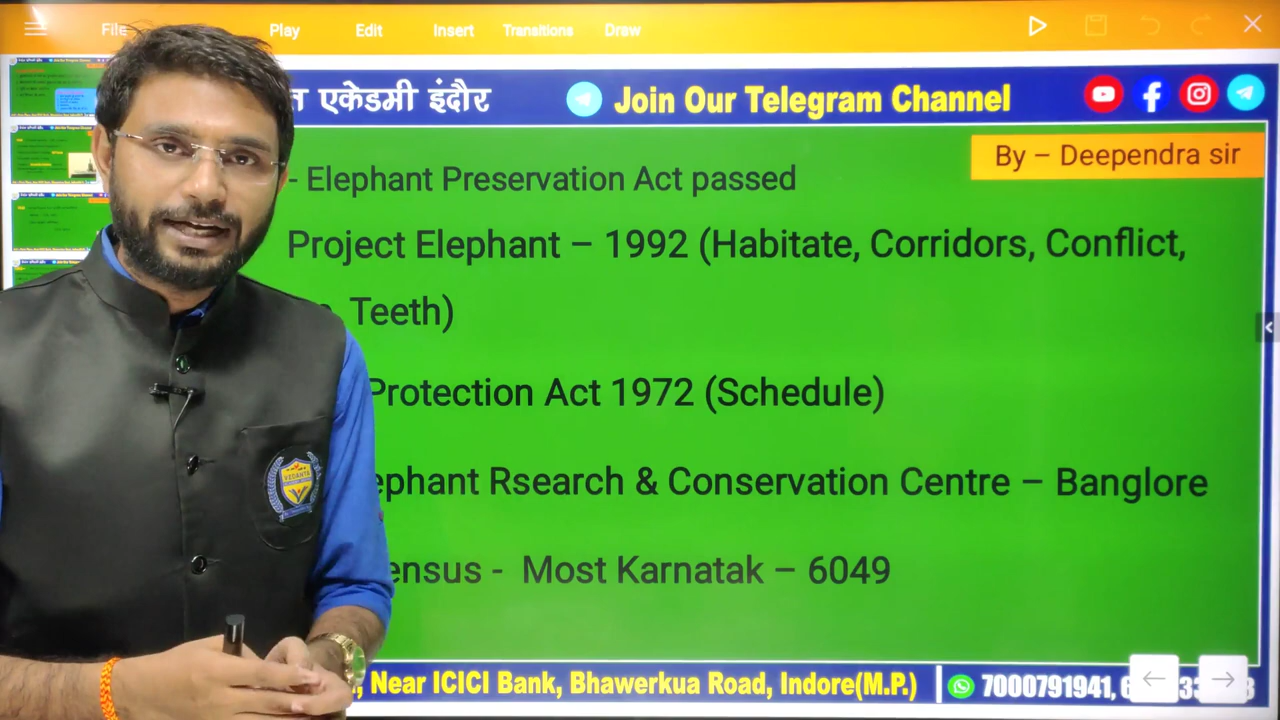 File Play Edit Insert Transitions Draw
एकेडमी इंदौर
Join Our Telegram Channel
By – Deependra sir
- Elephant Preservation Act passed
Project Elephant – 1992 (Habitate, Corridors, Conflict,
Teeth)
Protection Act 1972 (Schedule)
ephant Rsearch & Conservation Centre – Banglore
ensus - Most Karnatak – 6049
VEDANTA
Near ICICI Bank, Bhawerkua Road, Indore(M.P.)
7000791941,